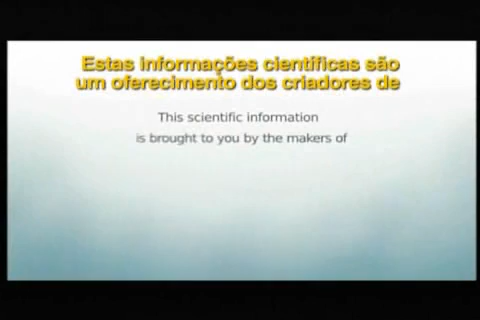 Estas informações científicas são
um oferecimento dos criadores de
This scientific information
is brought to you by the makers of